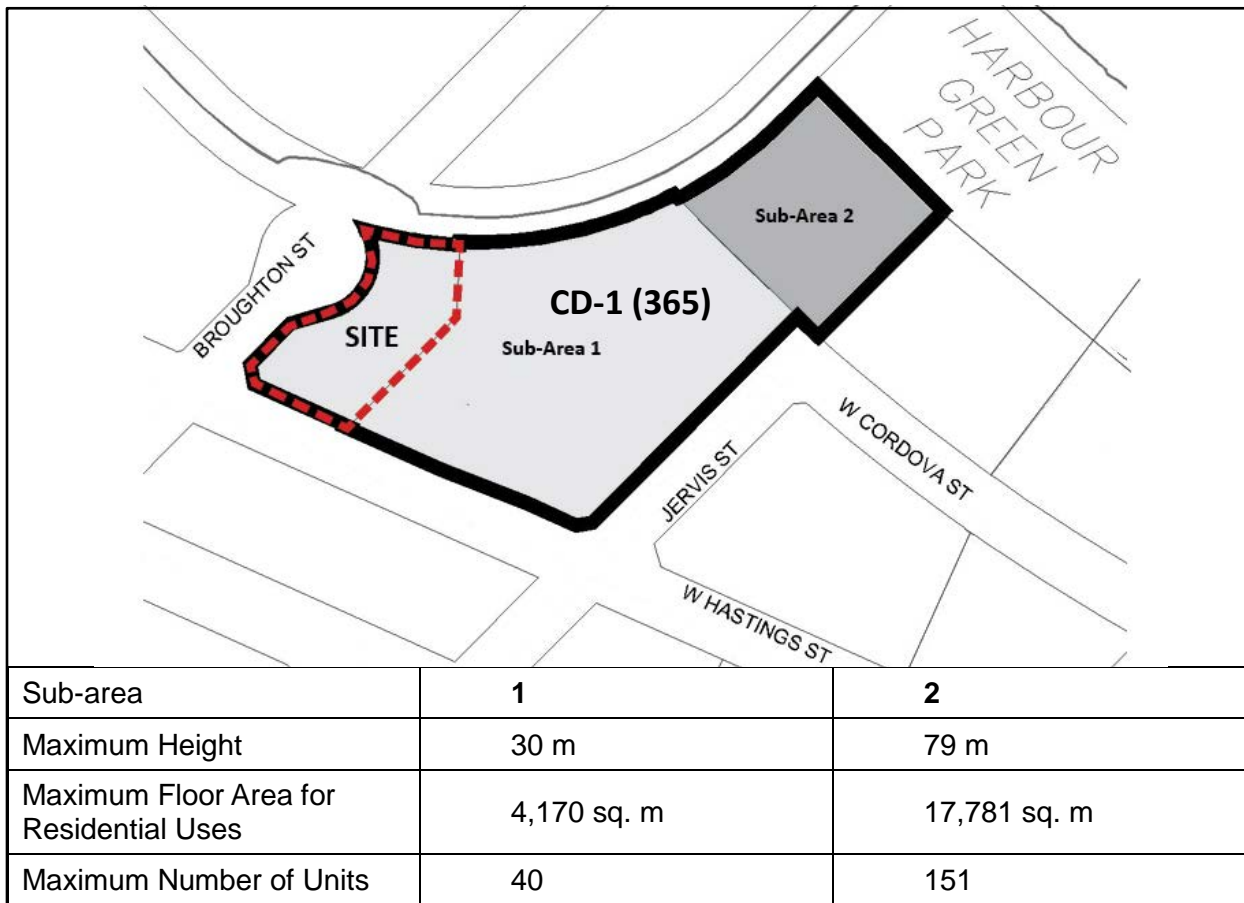 HARBOUR
GREEN
PARK
Sub-Area 2
BROUGHTON ST
CD-1 (365)
SITE
Sub-Area 1
W CORDOVA ST
JERVIS ST
W HASTINGS ST
Sub-area 1 2
Maximum Height 30 m 79 m
Maximum Floor Area for
Residential Uses 4,170 sq. m 17,781 sq. m
Maximum Number of Units 40 151